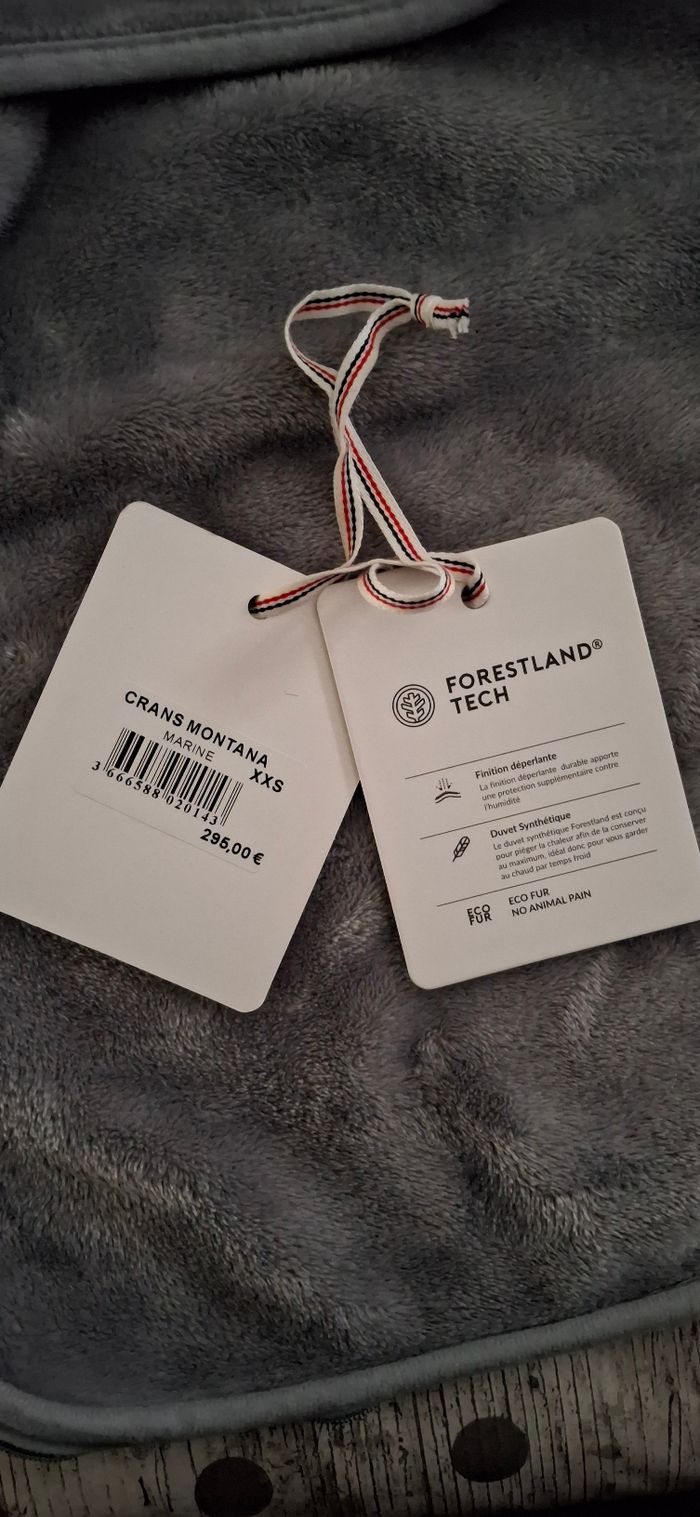 CRANS MONTANA
MARINE
XXS
3 666588 020143
295,00 €
FORESTLAND®
TECH
Finition déperlante
La finition déperlante durable apporte
une protection supplémentaire contre
l'humidité
Duvet Synthétique
Le duvet synthétique Forestland est conçu
pour piéger la chaleur afin de la conserver
au maximum, idéal donc pour vous garder
au chaud par temps froid
ECO
FUR
ECO FUR
NO ANIMAL PAIN